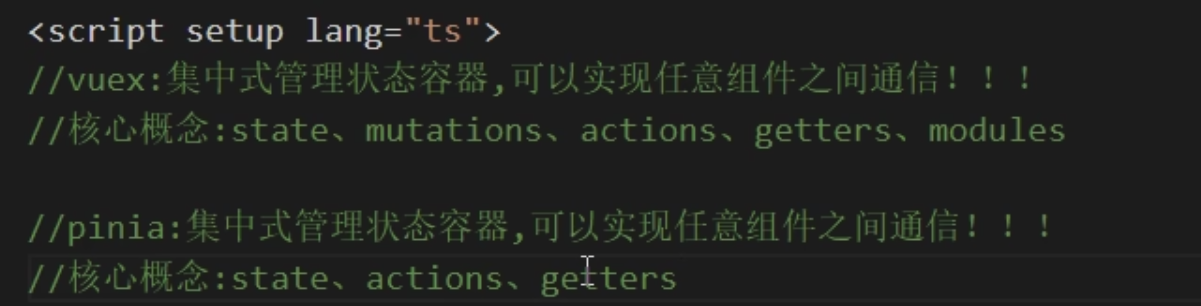 <script setup lang="ts">
//vuex:集中式管理状态容器,可以实现任意组件之间通信！！！
//核心概念:state、mutations、actions、getters、modules
//pinia:集中式管理状态容器,可以实现任意组件之间通信！！！
//核心概念:state、actions、getters